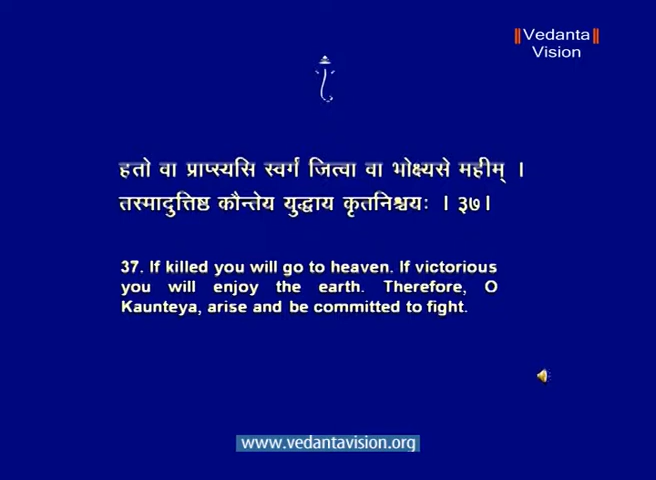 ||Vedanta||
Vision
हतो वा प्राप्स्यसि स्वर्गं जित्वा वा भोक्ष्यसे महीम् ।
तस्मादुत्तिष्ठ कौन्तेय युद्धाय कृतनिश्चयः । ३७।
37. If killed you will go to heaven. If victorious
you will enjoy the earth. Therefore, O
Kaunteya, arise and be committed to fight.
www.vedantavision.org